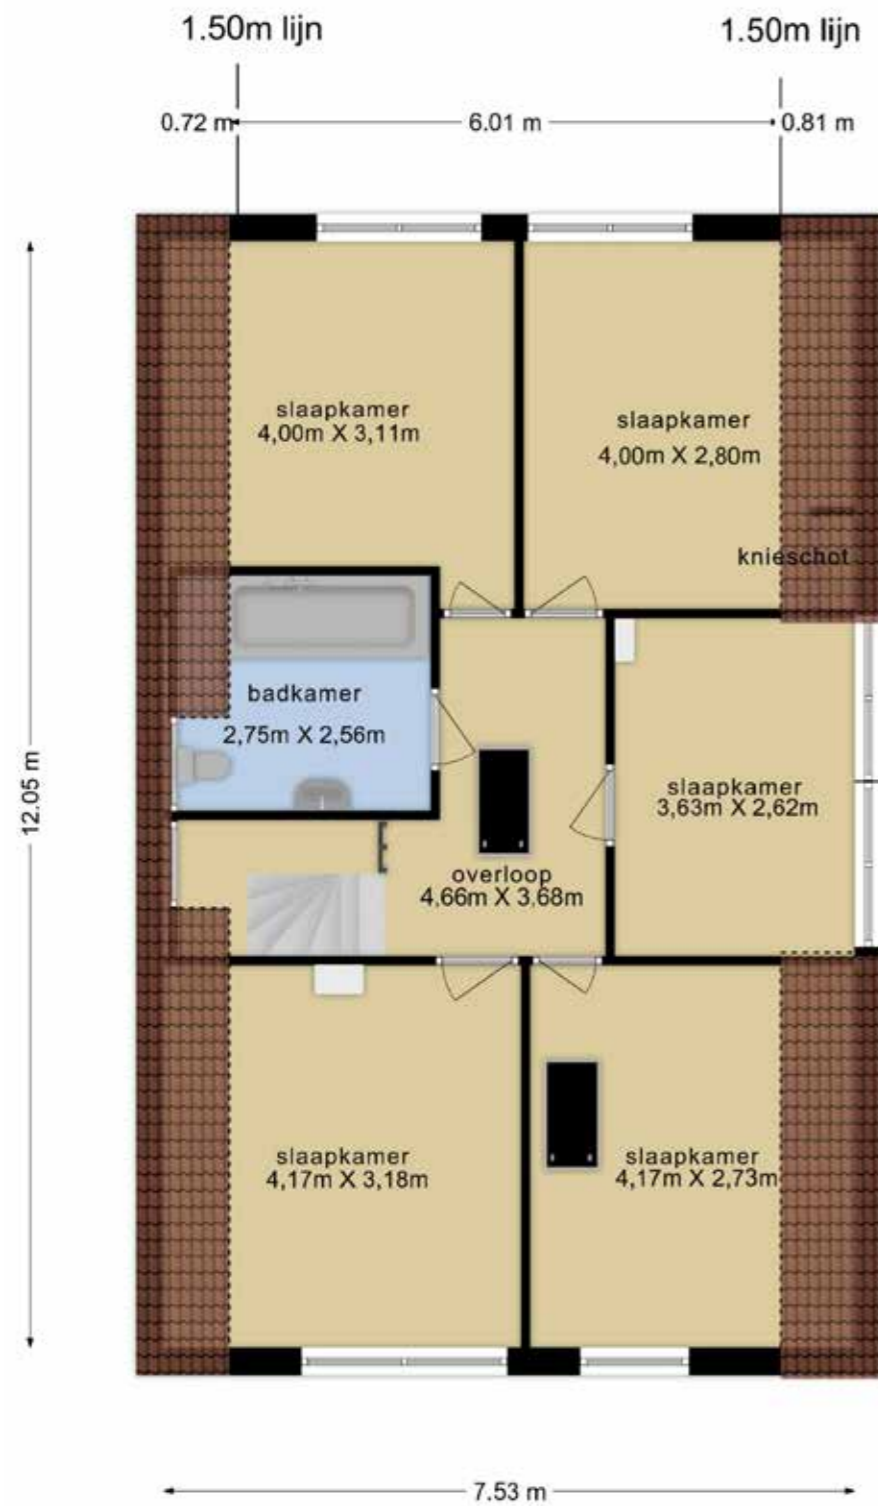 1.50m lijn
1.50m lijn
0.72 m
6.01 m
0.81 m
slaapkamer
4,00m X 3,11m
slaapkamer
4,00m X 2,80m
knieschot
badkamer
2,75m X 2,56m
12.05 m
slaapkamer
3,63m X 2,62m
overloop
4,66m X 3,68m
slaapkamer
4,17m X 3,18m
slaapkamer
4,17m X 2,73m
7.53 m